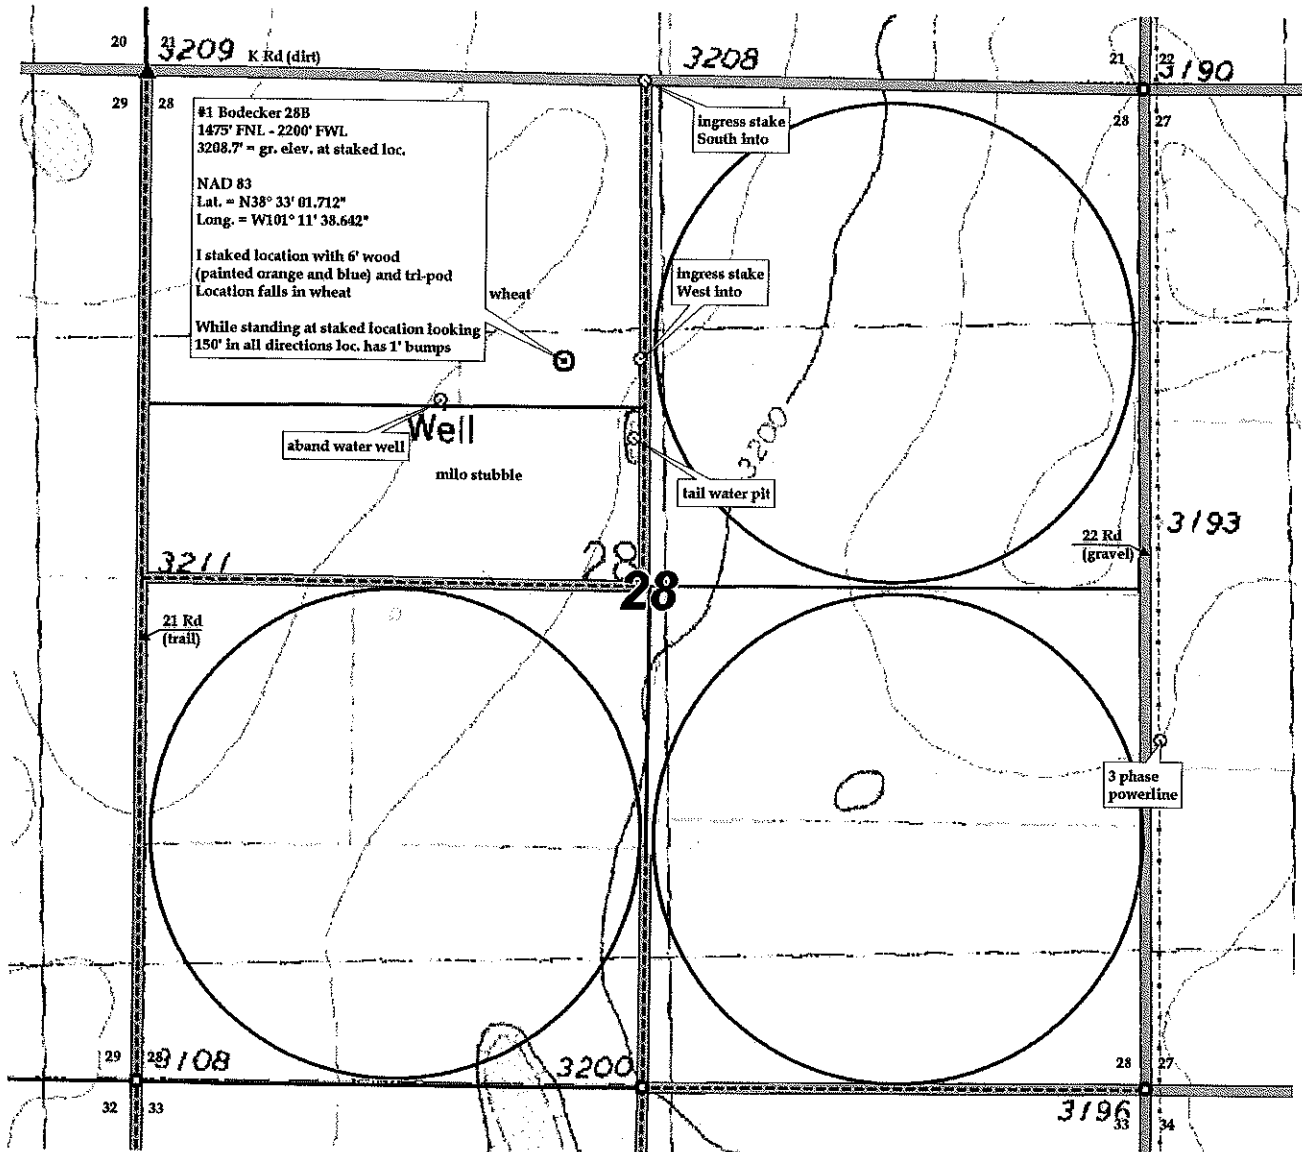 20 21
3209 K Rd (dirt)
3208
21 22
3190
29 28
28 27
#1 Bodecker 28B
1475' FNL - 2200' FWL
3208.7' = gr. elev. at staked loc.
NAD 83
Lat. = N38° 33' 01.712"
Long. = W101° 11' 38.642"
I staked location with 6' wood
(painted orange and blue) and tri-pod
Location falls in wheat
While standing at staked location looking
150' in all directions loc. has 1' bumps
ingress stake
South into
ingress stake
West into
wheat
aband water well
Well
milo stubble
tail water pit
3200
3193
22 Rd
(gravel)
3211
28
28
21 Rd
(trail)
3 phase
powerline
29 28
3108
3200
28 27
32 33
3196
33 34